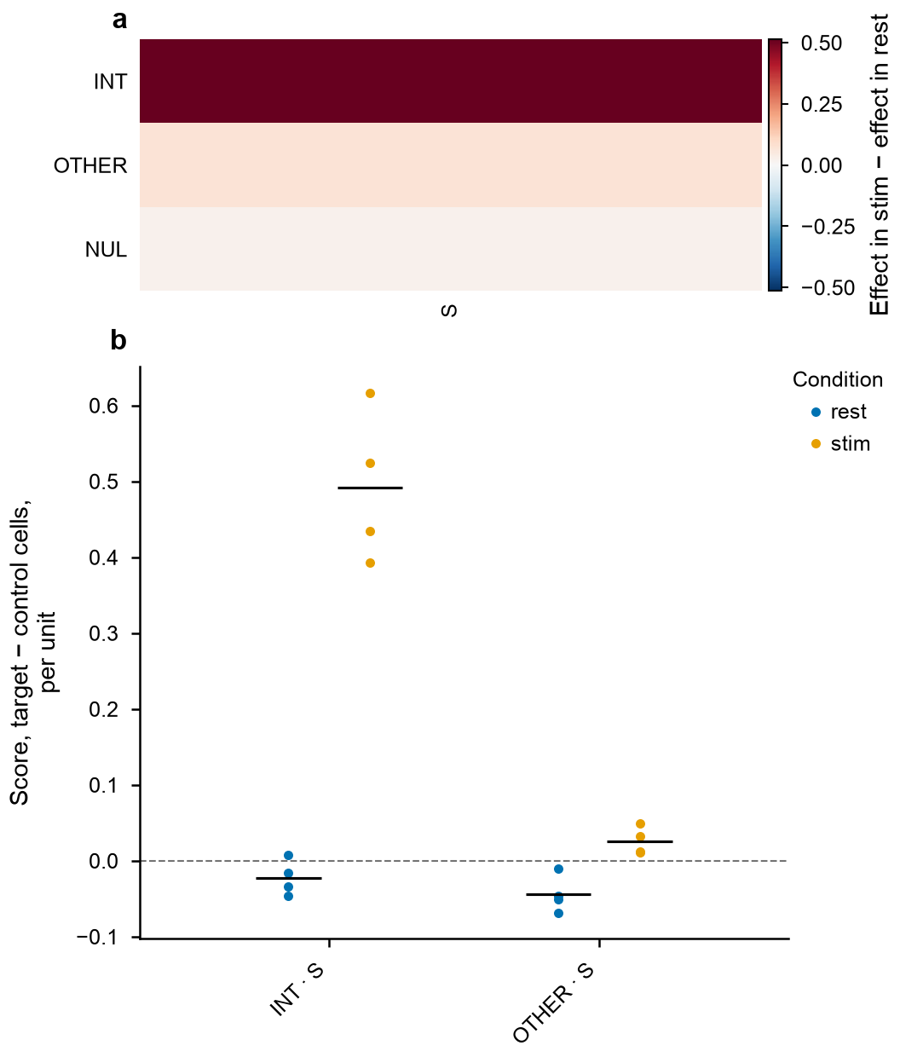 a
INT
OTHER
NUL
S
0.50
0.25
0.00
−0.25
−0.50
Effect in stim − effect in rest
b
Score, target − control cells,
per unit
0.6
0.5
0.4
0.3
0.2
0.1
0.0
−0.1
INT · S
OTHER · S
Condition
rest
stim